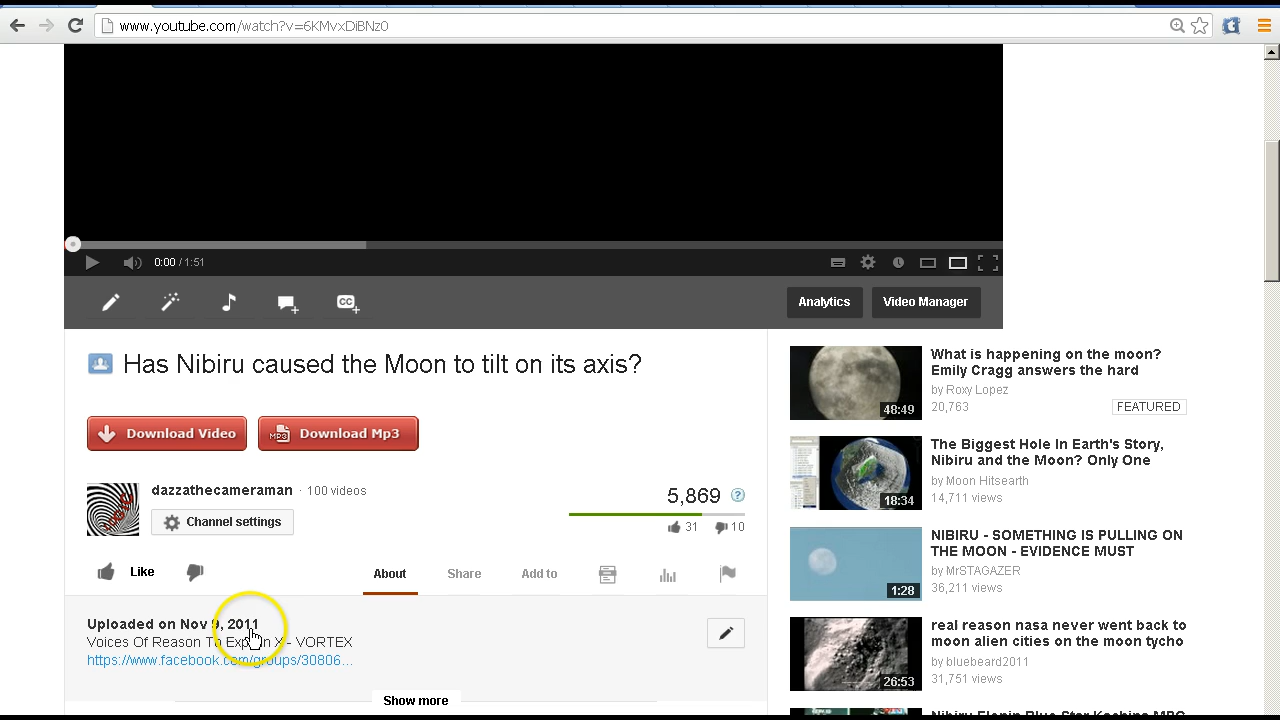 www.youtube.com/watch?v=6KMvxDiBNz0
0:00 / 1:51
Analytics
Video Manager
Has Nibiru caused the Moon to tilt on its axis?
Download Video
MP3
Download Mp3
dazzathecameraman · 100 videos
Channel settings
5,869 ?
31
10
Like
About
Share
Add to
Uploaded on Nov 9, 2011
Voices Of Reason To X - VORTEX
https://www.facebook.com/groups/30806...
Show more
48:49
What is happening on the moon?
Emily Cragg answers the hard
by Roxy Lopez
20,763
FEATURED
18:34
The Biggest Hole In Earth's Story,
Nibiru and the Moon? Only One
by Moon Hitsearth
14,711 views
1:28
NIBIRU - SOMETHING IS PULLING ON
THE MOON - EVIDENCE MUST
by MrSTAGAZER
36,211 views
26:53
real reason nasa never went back to
moon alien cities on the moon tycho
by bluebeard2011
31,751 views